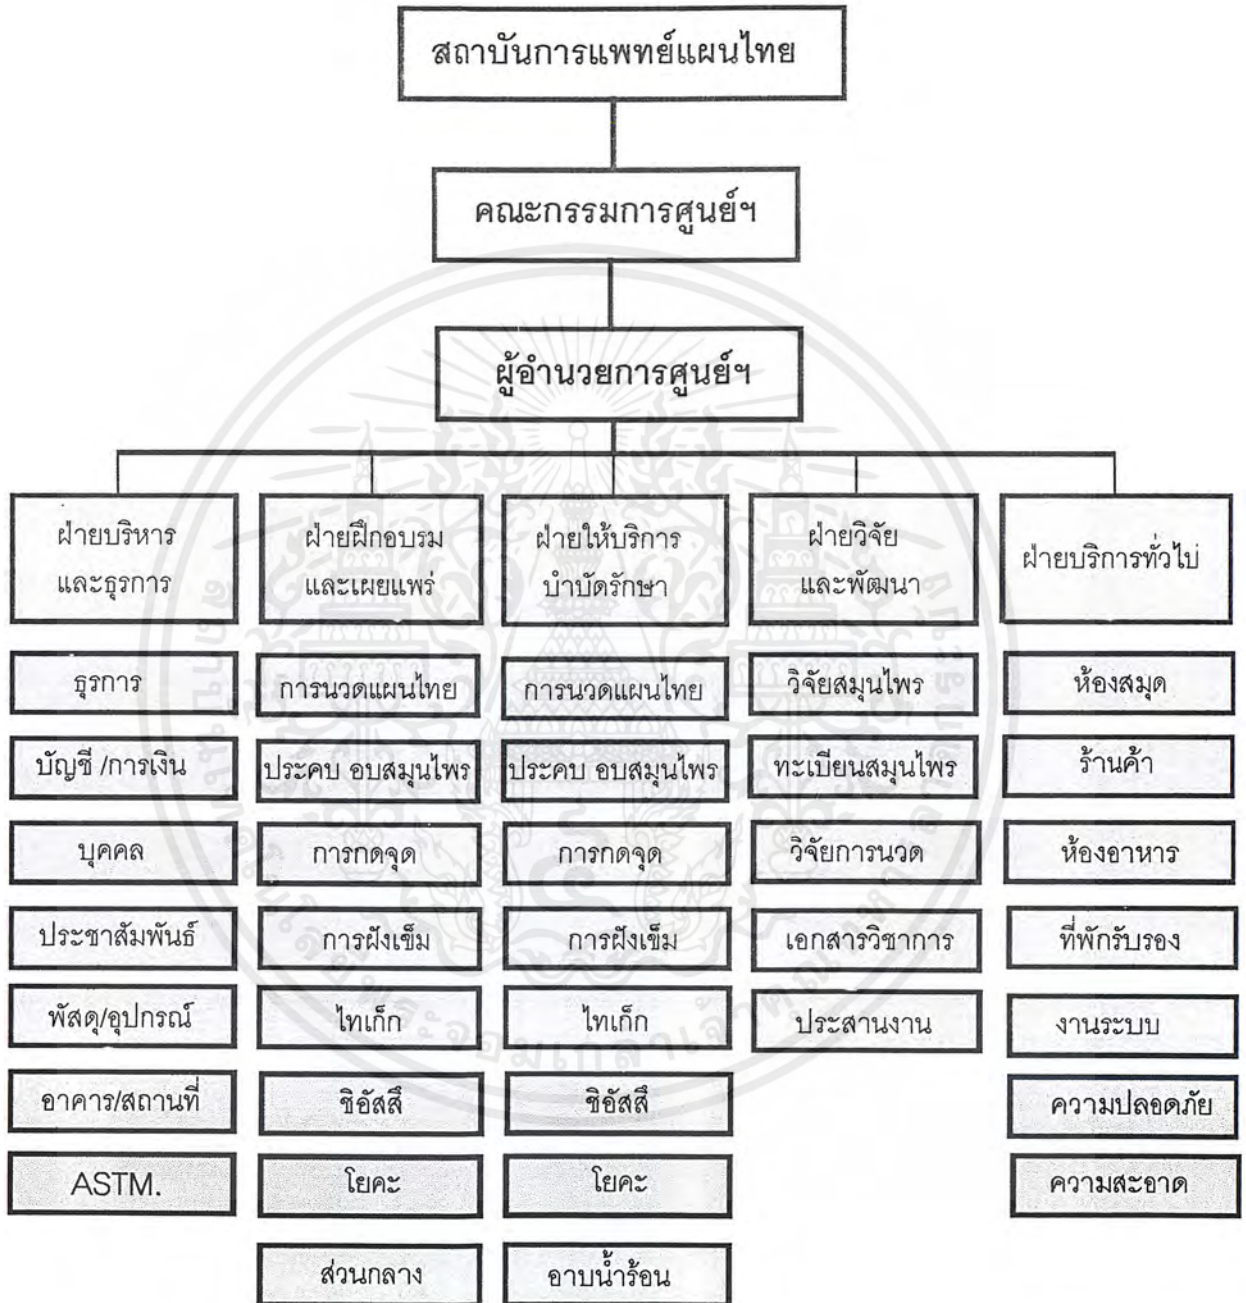 สถาบันการแพทย์แผนไทย
คณะกรรมการศูนย์ฯ
ผู้อำนวยการศูนย์ฯ
ฝ่ายบริหาร
และธุรการ
ฝ่ายฝึกอบรม
และเผยแพร่
ฝ่ายให้บริการ
บำบัดรักษา
ฝ่ายวิจัย
และพัฒนา
ฝ่ายบริการทั่วไป
ธุรการ
การนวดแผนไทย
การนวดแผนไทย
วิจัยสมุนไพร
ห้องสมุด
บัญชี /การเงิน
ประคบ อบสมุนไพร
ประคบ อบสมุนไพร
ทะเบียนสมุนไพร
ร้านค้า
บุคคล
การกดจุด
การกดจุด
วิจัยการนวด
ห้องอาหาร
ประชาสัมพันธ์
การฝังเข็ม
การฝังเข็ม
เอกสารวิชาการ
ที่พักรับรอง
พัสดุ/อุปกรณ์
ไทเก็ก
ไทเก็ก
ประสานงาน
งานระบบ
อาคาร/สถานที่
ชิอัสสึ
ชิอัสสึ
ความปลอดภัย
ASTM.
โยคะ
โยคะ
ความสะอาด
ส่วนกลาง
อาบน้ำร้อน